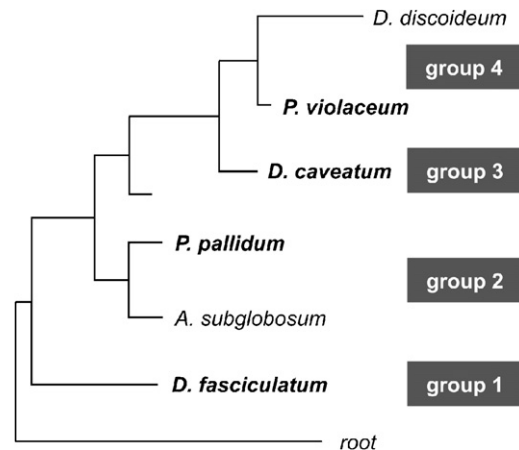 D. discoideum
group 4
P. violaceum
D. caveatum
group 3
P. pallidum
group 2
A. subglobosum
D. fasciculatum
group 1
root